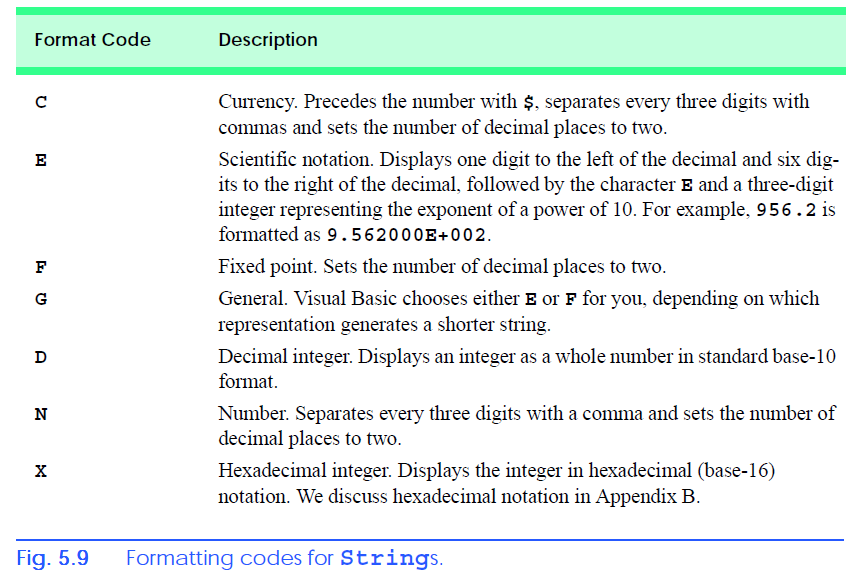 Format Code Description
C Currency. Precedes the number with $, separates every three digits with
commas and sets the number of decimal places to two.
E Scientific notation. Displays one digit to the left of the decimal and six dig-
its to the right of the decimal, followed by the character E and a three-digit
integer representing the exponent of a power of 10. For example, 956.2 is
formatted as 9.562000E+002.
F Fixed point. Sets the number of decimal places to two.
G General. Visual Basic chooses either E or F for you, depending on which
representation generates a shorter string.
D Decimal integer. Displays an integer as a whole number in standard base-10
format.
N Number. Separates every three digits with a comma and sets the number of
decimal places to two.
X Hexadecimal integer. Displays the integer in hexadecimal (base-16)
notation. We discuss hexadecimal notation in Appendix B.
Fig. 5.9 Formatting codes for Strings.